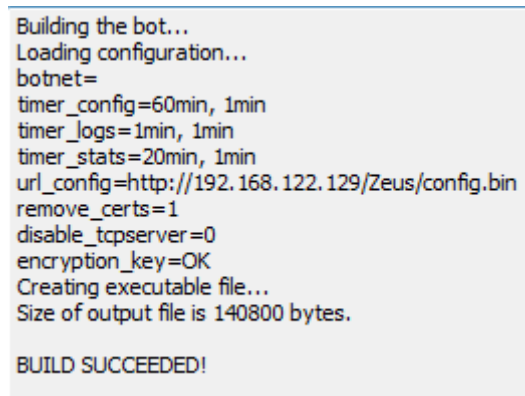 Building the bot...
Loading configuration...
botnet=
timer_config=60min, 1min
timer_logs=1min, 1min
timer_stats=20min, 1min
url_config=http://192.168.122.129/Zeus/config.bin
remove_certs=1
disable_tcpserver=0
encryption_key=OK
Creating executable file...
Size of output file is 140800 bytes.
BUILD SUCCEEDED!